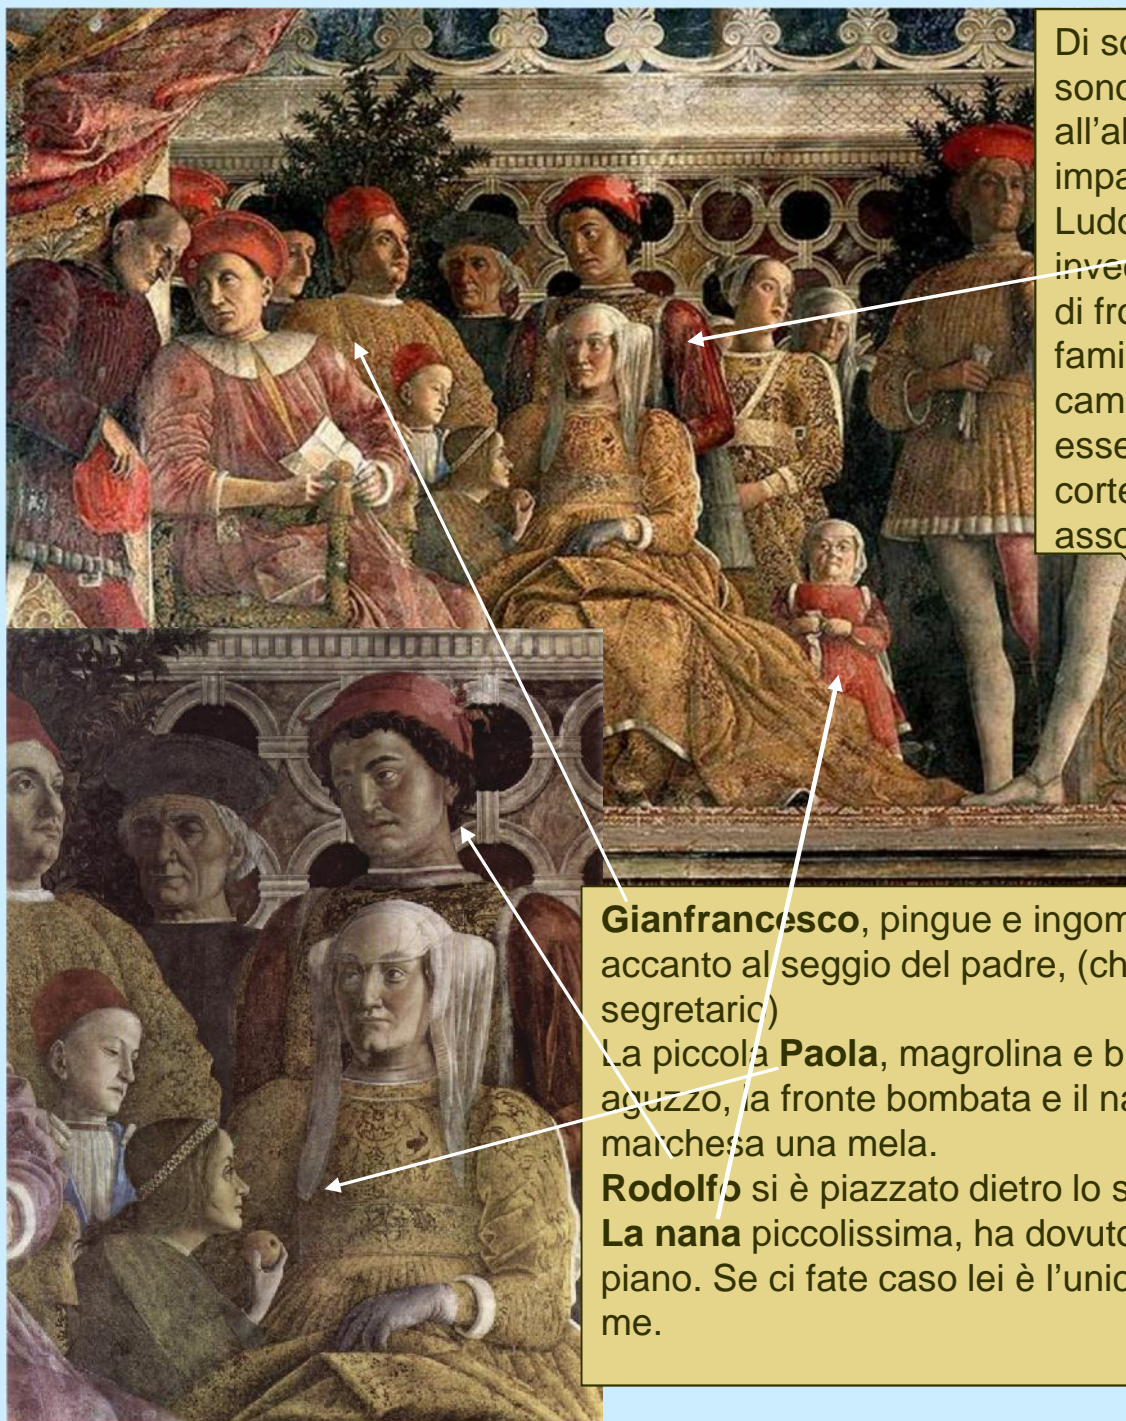 Di
sono
all'al
impa
Ludo
invec
di fro
fami
cam
esse
corte
asso
Gianfrancesco, pingue e ingom
accanto al seggio del padre, (ch
segretario)
La piccola Paola, magrolina e b
aguzzo, la fronte bombata e il na
marchesa una mela.
Rodolfo si è piazzato dietro lo s
La nana piccolissima, ha dovuto
piano. Se ci fate caso lei è l'unic
me.